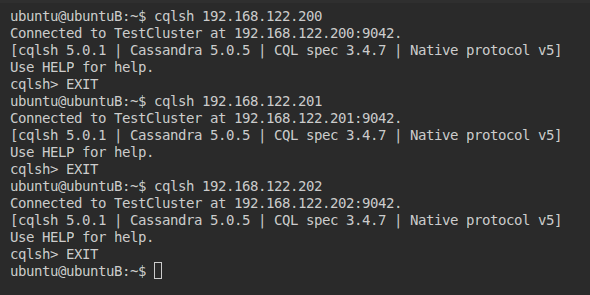 ubuntu@ubuntuB:~$ cqlsh 192.168.122.200
Connected to TestCluster at 192.168.122.200:9042.
[cqlsh 5.0.1 | Cassandra 5.0.5 | CQL spec 3.4.7 | Native protocol v5]
Use HELP for help.
cqlsh> EXIT
ubuntu@ubuntuB:~$ cqlsh 192.168.122.201
Connected to TestCluster at 192.168.122.201:9042.
[cqlsh 5.0.1 | Cassandra 5.0.5 | CQL spec 3.4.7 | Native protocol v5]
Use HELP for help.
cqlsh> EXIT
ubuntu@ubuntuB:~$ cqlsh 192.168.122.202
Connected to TestCluster at 192.168.122.202:9042.
[cqlsh 5.0.1 | Cassandra 5.0.5 | CQL spec 3.4.7 | Native protocol v5]
Use HELP for help.
cqlsh> EXIT
ubuntu@ubuntuB:~$